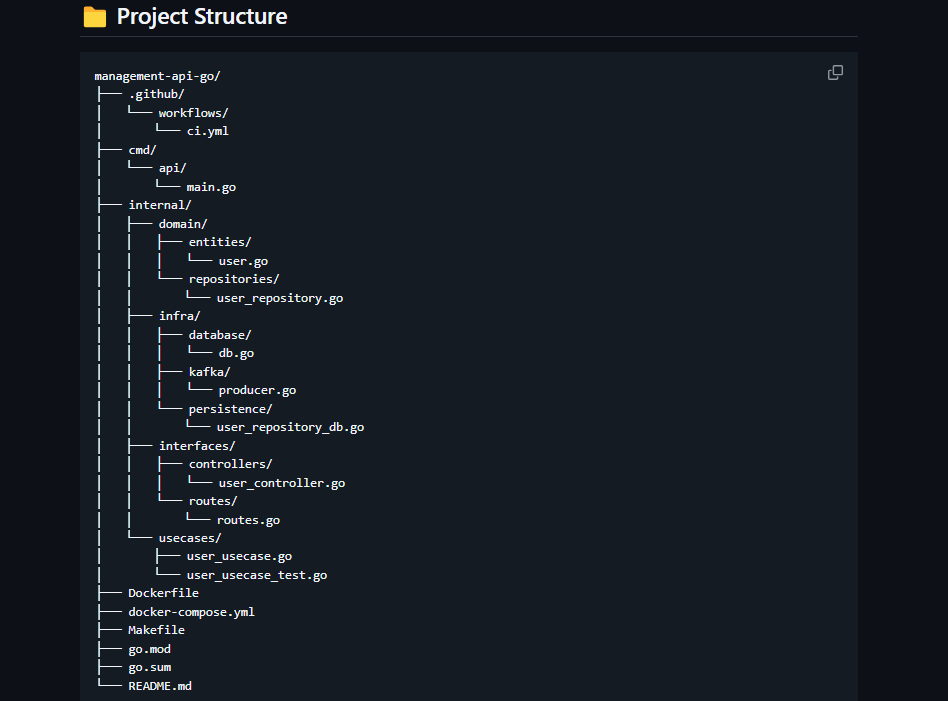 📁 Project Structure
management-api-go/
├── .github/
│   └── workflows/
│       └── ci.yml
├── cmd/
│   └── api/
│       └── main.go
├── internal/
│   ├── domain/
│   │   ├── entities/
│   │   │   └── user.go
│   │   └── repositories/
│   │       └── user_repository.go
│   ├── infra/
│   │   ├── database/
│   │   │   └── db.go
│   │   ├── kafka/
│   │   │   └── producer.go
│   │   └── persistence/
│   │       └── user_repository_db.go
│   ├── interfaces/
│   │   ├── controllers/
│   │   │   └── user_controller.go
│   │   └── routes/
│   │       └── routes.go
│   └── usecases/
│       ├── user_usecase.go
│       └── user_usecase_test.go
├── Dockerfile
├── docker-compose.yml
├── Makefile
├── go.mod
├── go.sum
└── README.md